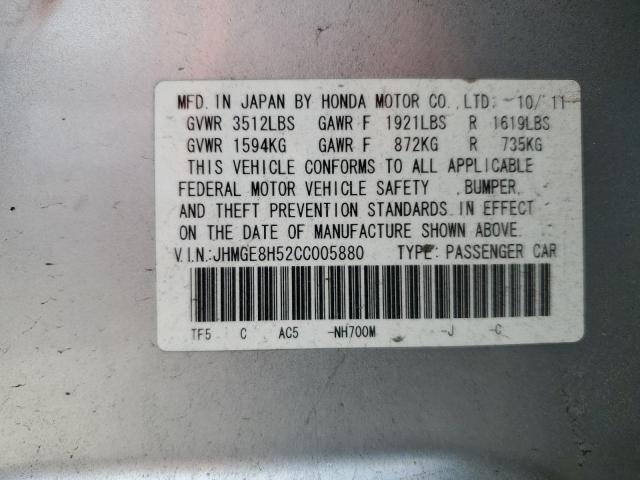 MFD. IN JAPAN BY HONDA MOTOR CO., LTD. 10/11
GVWR 3512LBS GAWR F 1921LBS R 1619LBS
GVWR 1594KG GAWR F 872KG R 735KG
THIS VEHICLE CONFORMS TO ALL APPLICABLE
FEDERAL MOTOR VEHICLE SAFETY , BUMPER,
AND THEFT PREVENTION STANDARDS. IN EFFECT
ON THE DATE OF MANUFACTURE SHOWN ABOVE.
V.I.N.:JHMGE8H52CC005880 TYPE: PASSENGER CAR
TF5 C AC5 -NH700M -J -C